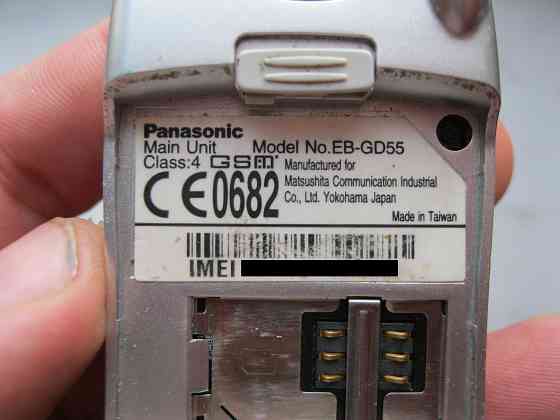 Panasonic
Main Unit Model No.EB-GD55
Class:4 GSM Manufactured for
CE0682 Matsushita Communication Industrial
Co., Ltd. Yokohama Japan
Made in Taiwan
IMEI